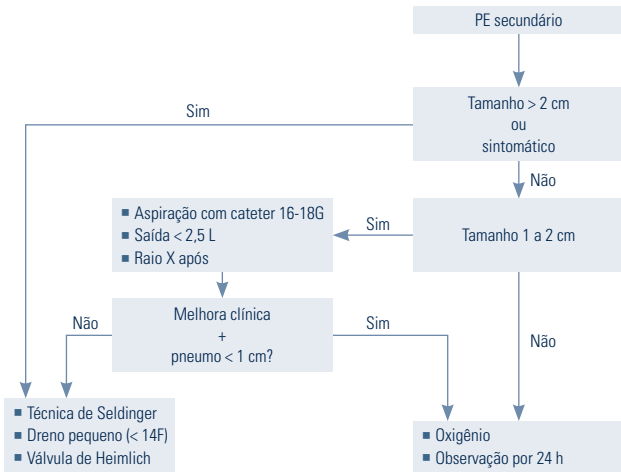 PE secundário
Tamanho > 2 cm
ou
sintomático
Sim
Não
■ Aspiração com cateter 16-18G
■ Saída < 2,5 L
■ Raio X após
Sim
Tamanho 1 a 2 cm
Melhora clínica
+
pneumo < 1 cm?
Não
Sim
Não
■ Técnica de Seldinger
■ Dreno pequeno (< 14F)
■ Válvula de Heimlich
■ Oxigênio
■ Observação por 24 h